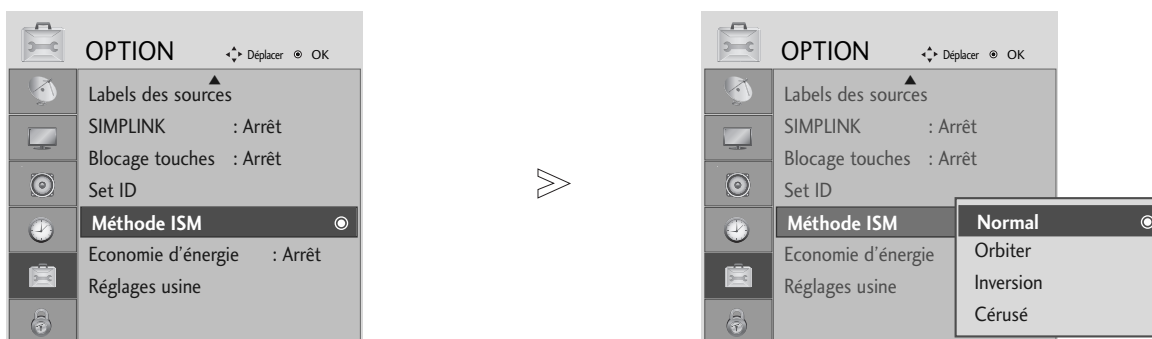 OPTION Déplacer OK
Labels des sources
SIMPLINK : Arrêt
Blocage touches : Arrêt
Set ID
Méthode ISM
Economie d'énergie : Arrêt
Réglages usine
OPTION Déplacer OK
Labels des sources
SIMPLINK : Arrêt
Blocage touches : Arrêt
Set ID
Méthode ISM
Economie d'énergie
Réglages usine
Normal
Orbiter
Inversion
Cérusé